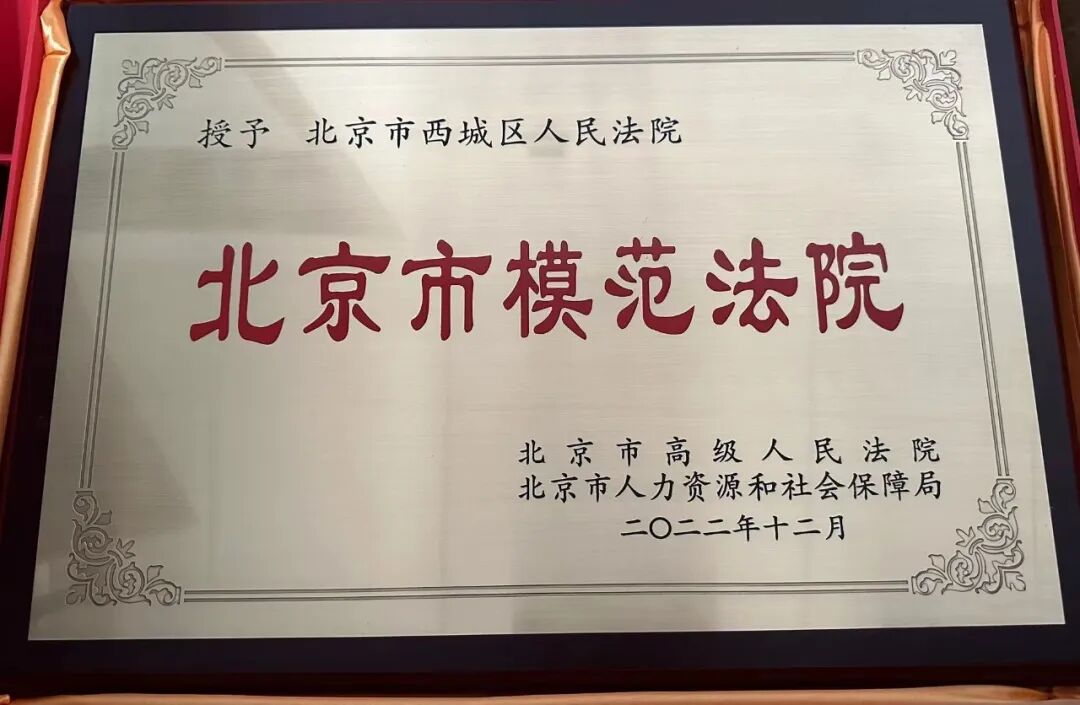 授予 北京市西城区人民法院
北京市模范法院
北京市高级人民法院
北京市人力资源和社会保障局
二〇二二年十二月